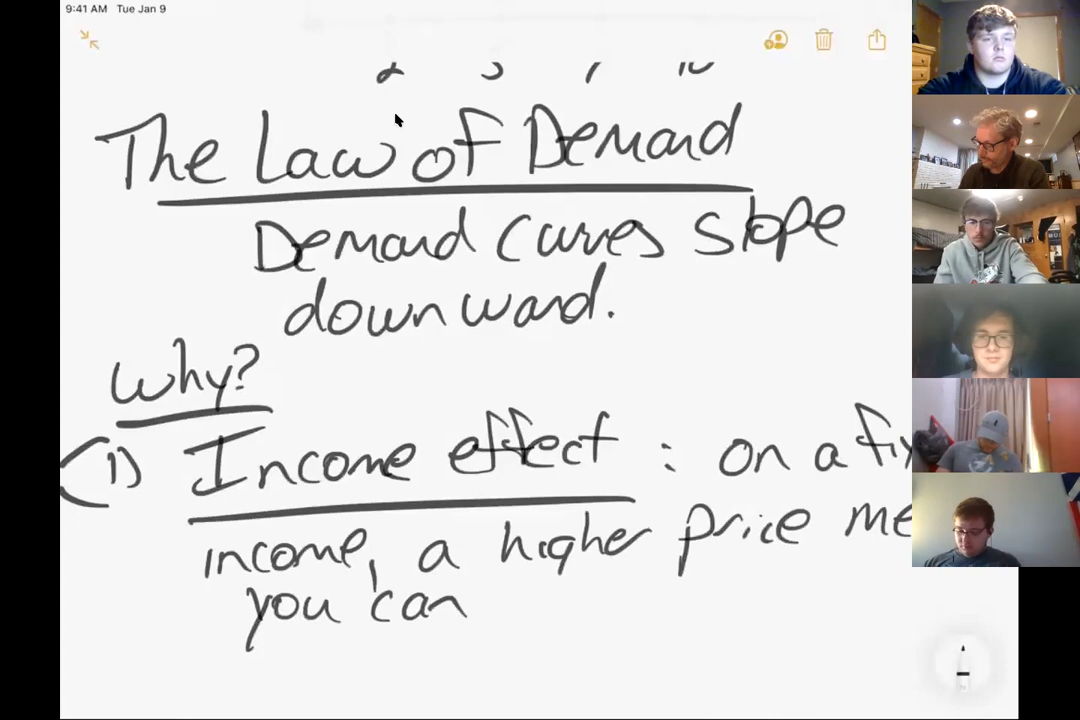 9:41 AM Tue Jan 9
The Law of Demand
Demand curves slope
downward.
Why?
(1) Income effect : on a fix
income, a higher price me
you can